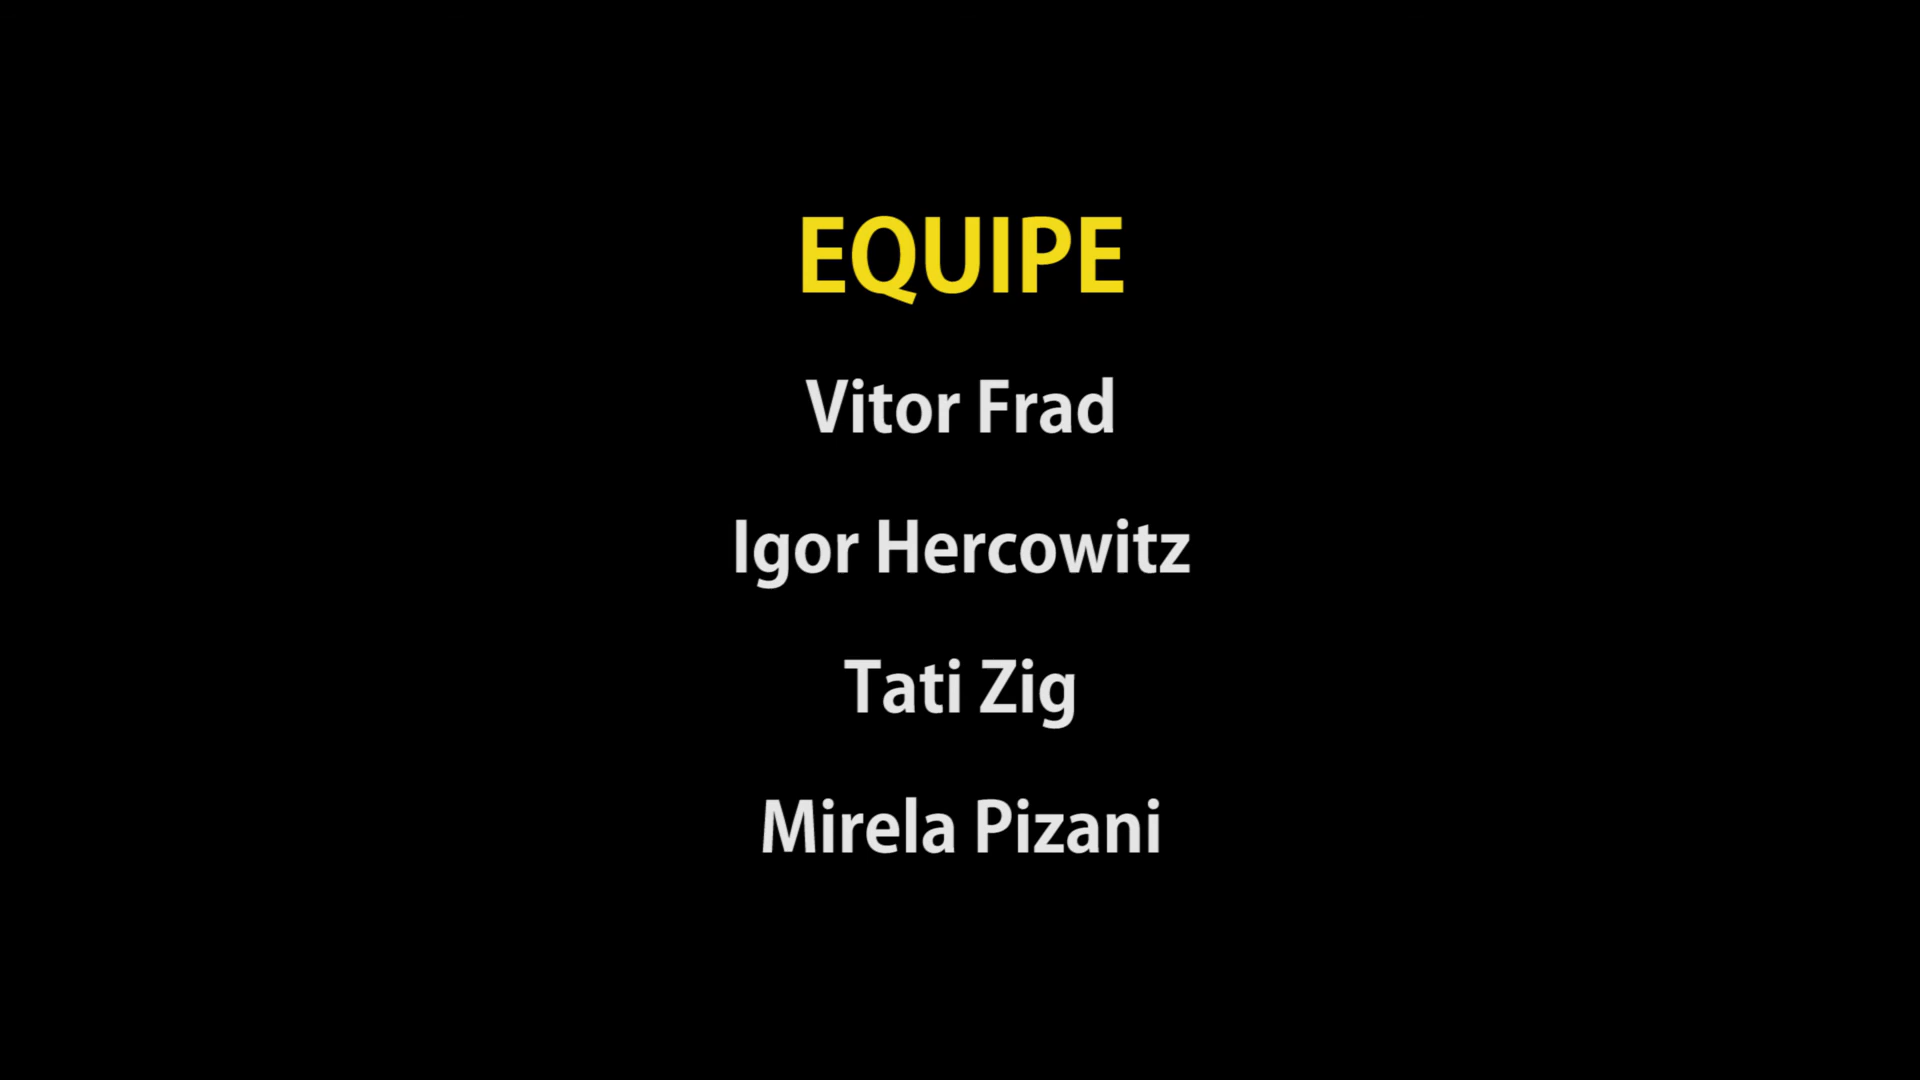 EQUIPE
Vitor Frad
Igor Hercowitz
Tati Zig
Mirela Pizani